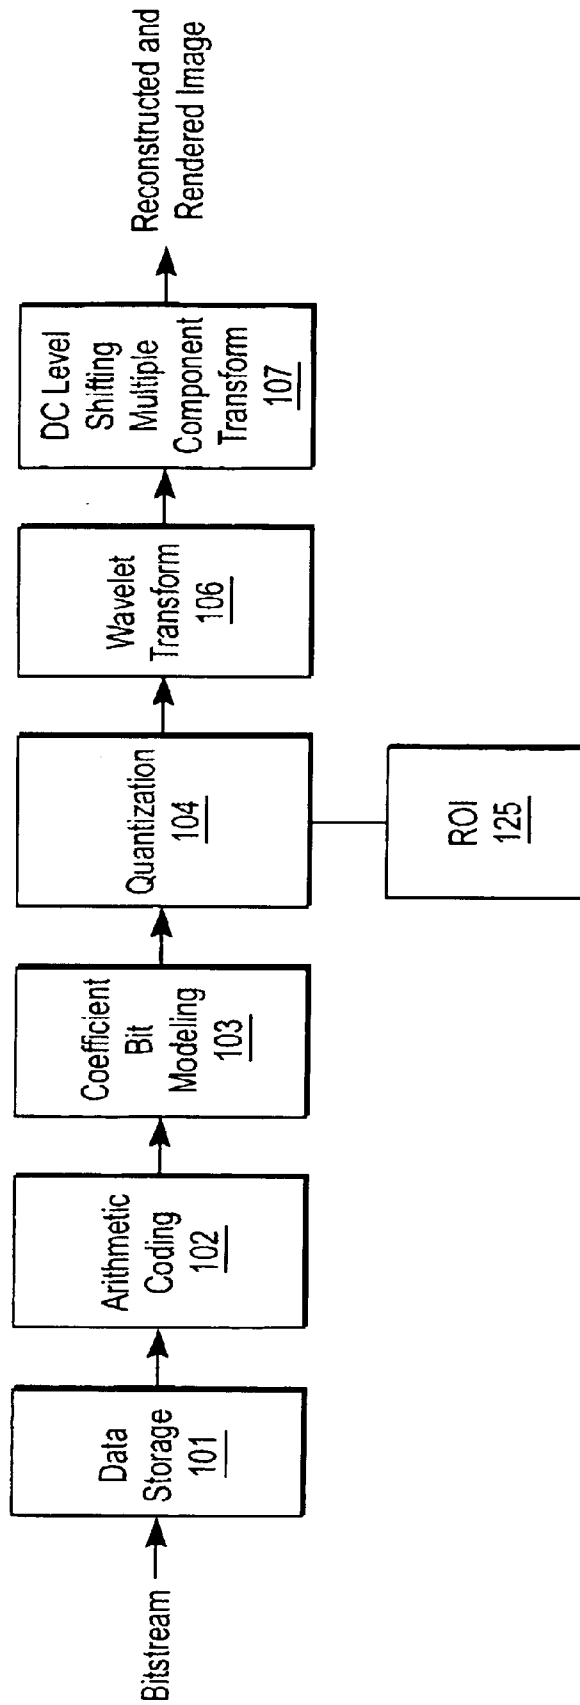 Bitstream
Data
Storage
101
Arithmetic
Coding
102
Coefficient
Bit
Modeling
103
Quantization
104
ROI
125
Wavelet
Transform
106
DC Level
Shifting
Multiple
Component
Transform
107
Reconstructed and
Rendered Image